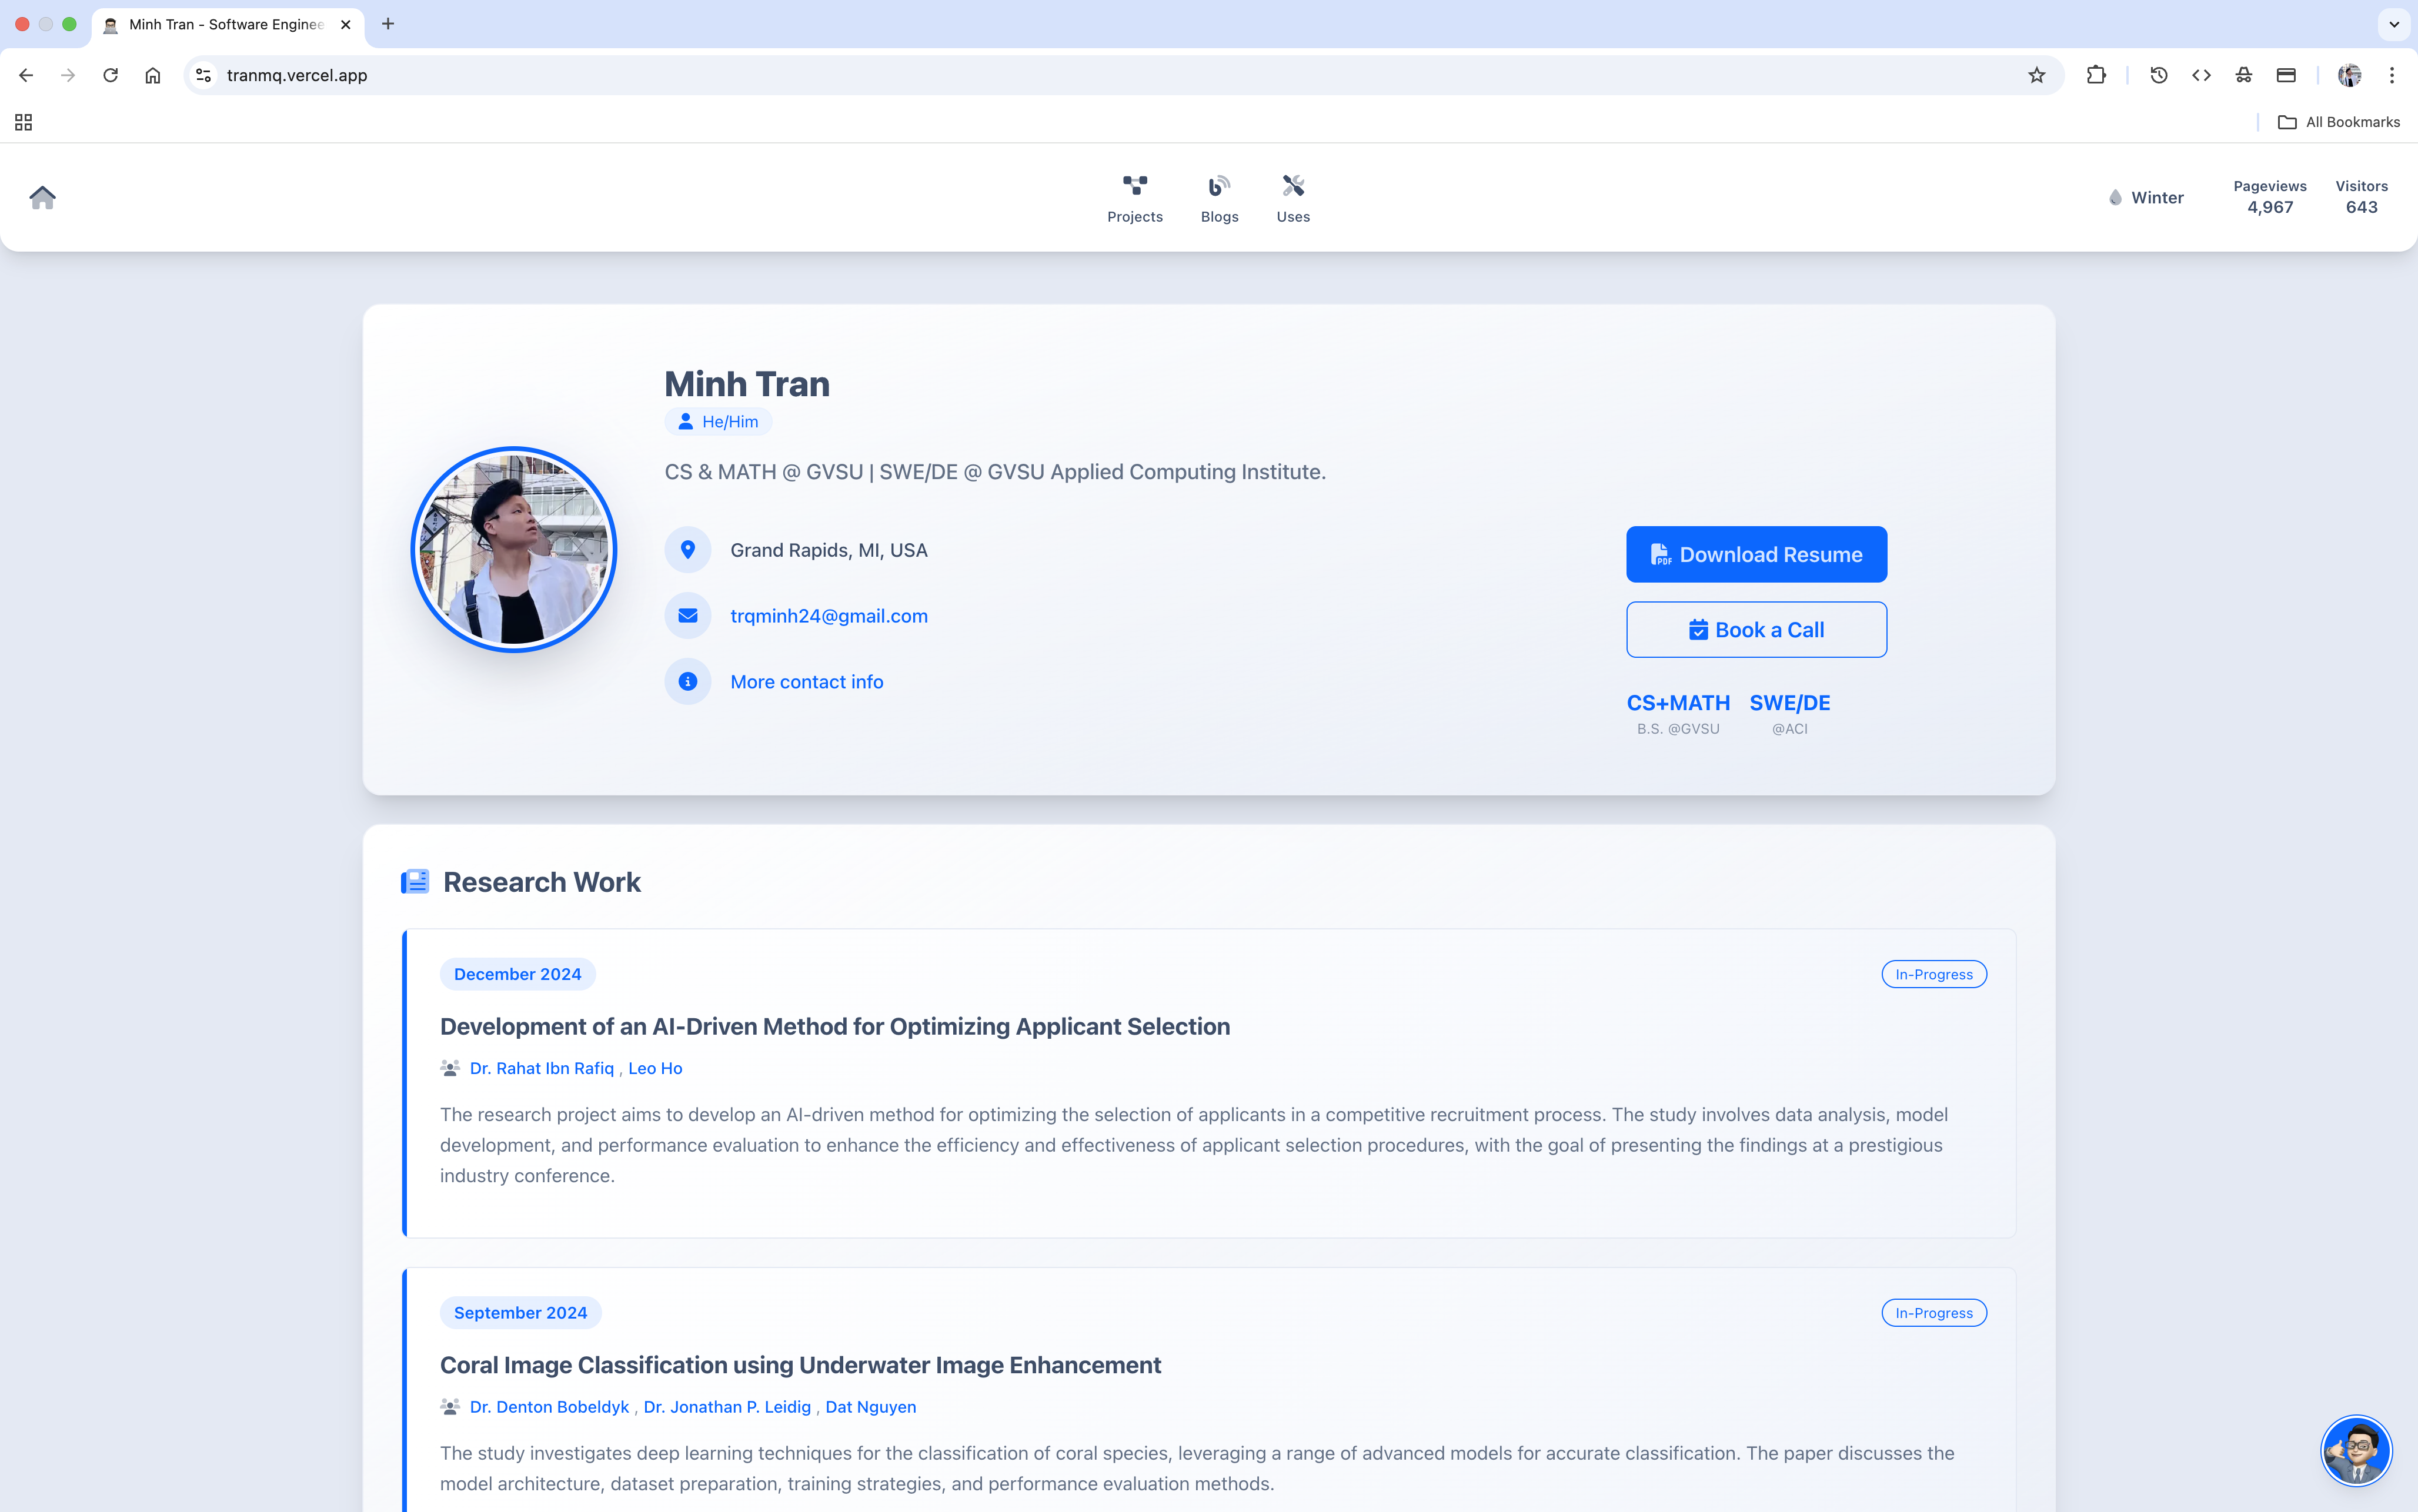 Minh Tran - Software Enginee
tranmq.vercel.app
All Bookmarks
Projects
Blogs
Uses
Winter
Pageviews
4,967
Visitors
643
Minh Tran
He/Him
CS & MATH @ GVSU | SWE/DE @ GVSU Applied Computing Institute.
Grand Rapids, MI, USA
trqminh24@gmail.com
More contact info
PDF
Download Resume
Book a Call
CS+MATH
B.S. @GVSU
SWE/DE
@ACI
Research Work
December 2024
In-Progress
Development of an AI-Driven Method for Optimizing Applicant Selection
Dr. Rahat Ibn Rafiq , Leo Ho
The research project aims to develop an AI-driven method for optimizing the selection of applicants in a competitive recruitment process. The study involves data analysis, model
development, and performance evaluation to enhance the efficiency and effectiveness of applicant selection procedures, with the goal of presenting the findings at a prestigious
industry conference.
September 2024
In-Progress
Coral Image Classification using Underwater Image Enhancement
Dr. Denton Bobeldyk , Dr. Jonathan P. Leidig , Dat Nguyen
The study investigates deep learning techniques for the classification of coral species, leveraging a range of advanced models for accurate classification. The paper discusses the
model architecture, dataset preparation, training strategies, and performance evaluation methods.